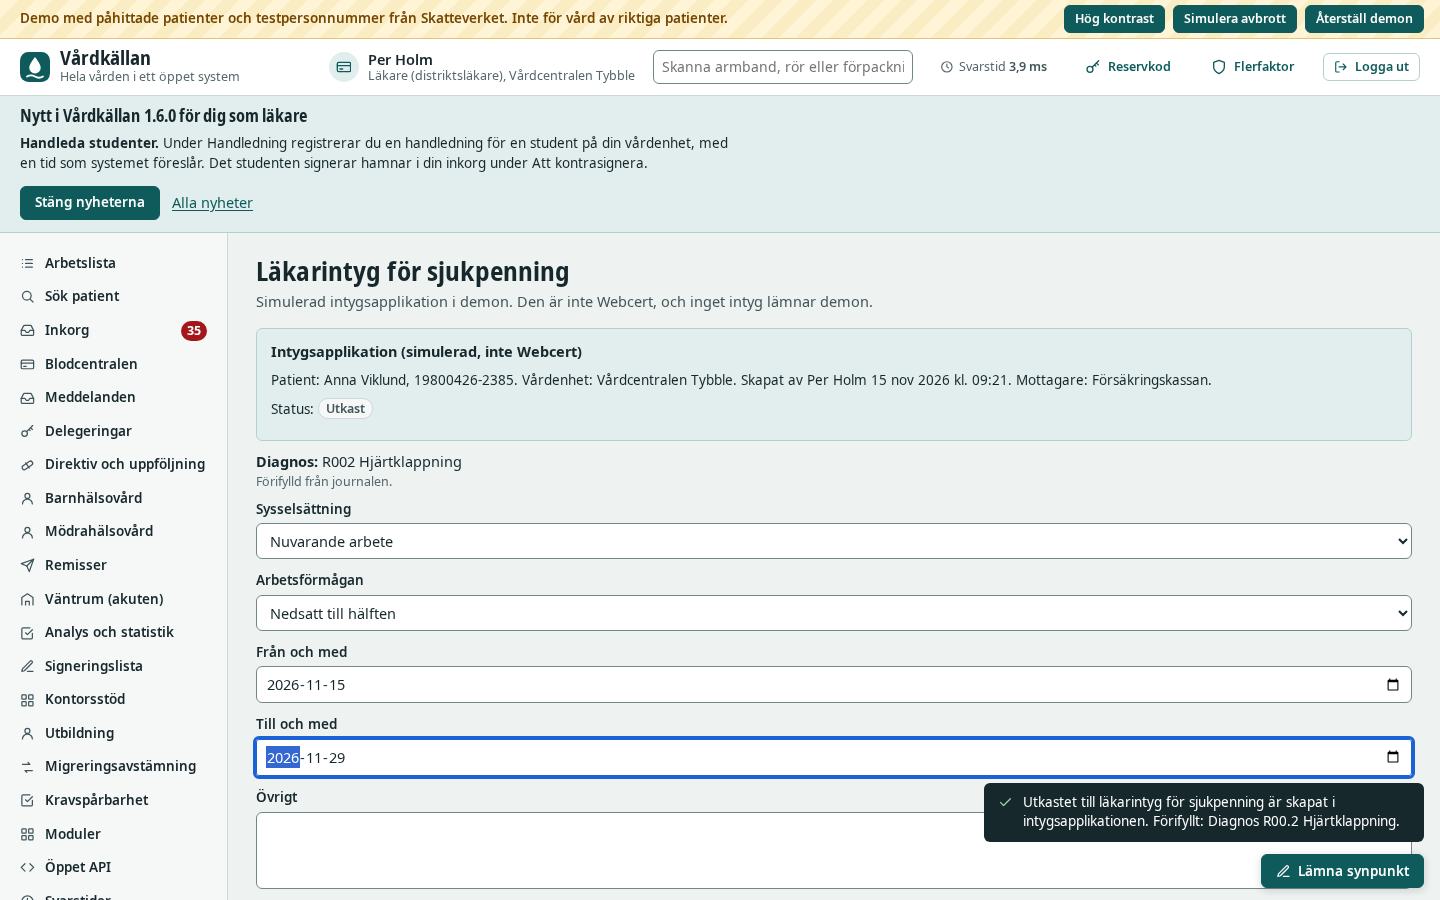 Demo med påhittade patienter och testpersonnummer från Skatteverket. Inte för vård av riktiga patienter.
Hög kontrast
Simulera avbrott
Återställ demon
Vårdkällan
Hela vården i ett öppet system
Per Holm
Läkare (distriktsläkare), Vårdcentralen Tybble
Skanna armband, rör eller förpackni
Svarstid 3,9 ms
Reservkod
Flerfaktor
Logga ut
Nytt i Vårdkällan 1.6.0 för dig som läkare
Handleda studenter. Under Handledning registrerar du en handledning för en student på din vårdenhet, med
en tid som systemet föreslår. Det studenten signerar hamnar i din inkorg under Att kontrasignera.
Stäng nyheterna
Alla nyheter
Arbetslista
Sök patient
Inkorg
35
Blodcentralen
Meddelanden
Delegeringar
Direktiv och uppföljning
Barnhälsovård
Mödrahälsovård
Remisser
Väntrum (akuten)
Analys och statistik
Signeringslista
Kontorsstöd
Utbildning
Migreringsavstämning
Kravspårbarhet
Moduler
Öppet API
Svarstider
Läkarintyg för sjukpenning
Simulerad intygsapplikation i demon. Den är inte Webcert, och inget intyg lämnar demon.
Intygsapplikation (simulerad, inte Webcert)
Patient: Anna Viklund, 19800426-2385. Vårdenhet: Vårdcentralen Tybble. Skapat av Per Holm 15 nov 2026 kl. 09:21. Mottagare: Försäkringskassan.
Status: Utkast
Diagnos: R002 Hjärtklappning
Förifylld från journalen.
Sysselsättning
Nuvarande arbete
Arbetsförmågan
Nedsatt till hälften
Från och med
2026-11-15
Till och med
2026-11-29
Övrigt
Utkastet till läkarintyg för sjukpenning är skapat i
intygsapplikationen. Förifyllt: Diagnos R00.2 Hjärtklappning.
Lämna synpunkt